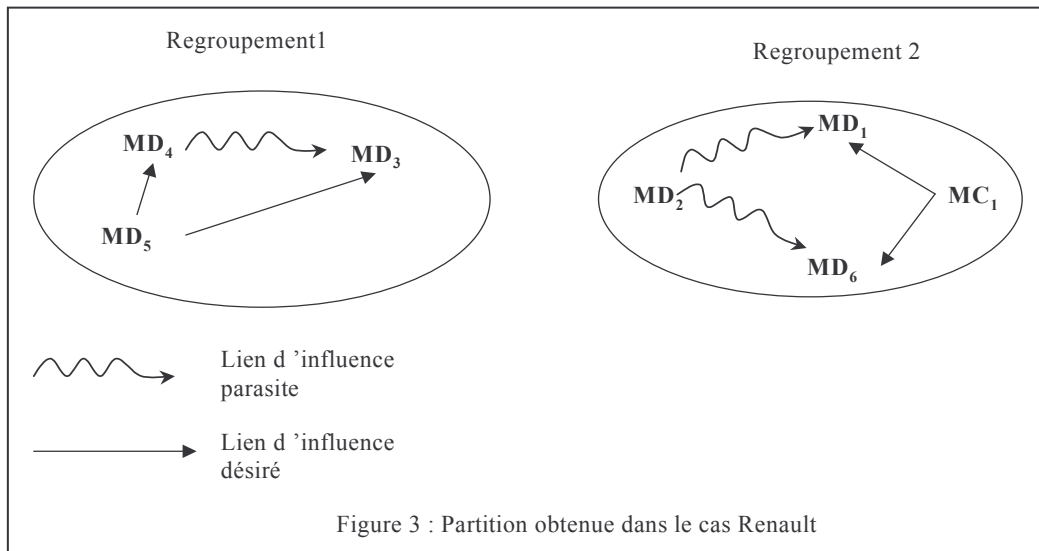 Regroupement1
Regroupement 2
MD4
MD3
MD5
MD1
MD2
MC1
MD6
Lien d ’influence
parasite
Lien d ’influence
désiré
Figure 3 : Partition obtenue dans le cas Renault